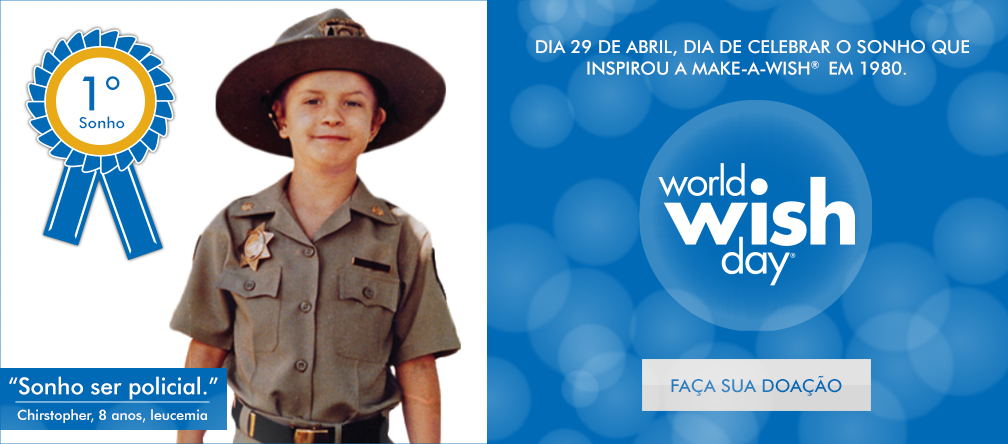 1°
Sonho
“Sonho ser policial.”
Chirstopher, 8 anos, leucemia
DIA 29 DE ABRIL, DIA DE CELEBRAR O SONHO QUE
INSPIROU A MAKE-A-WISH® EM 1980.
world
wish
day®
FAÇA SUA DOAÇÃO